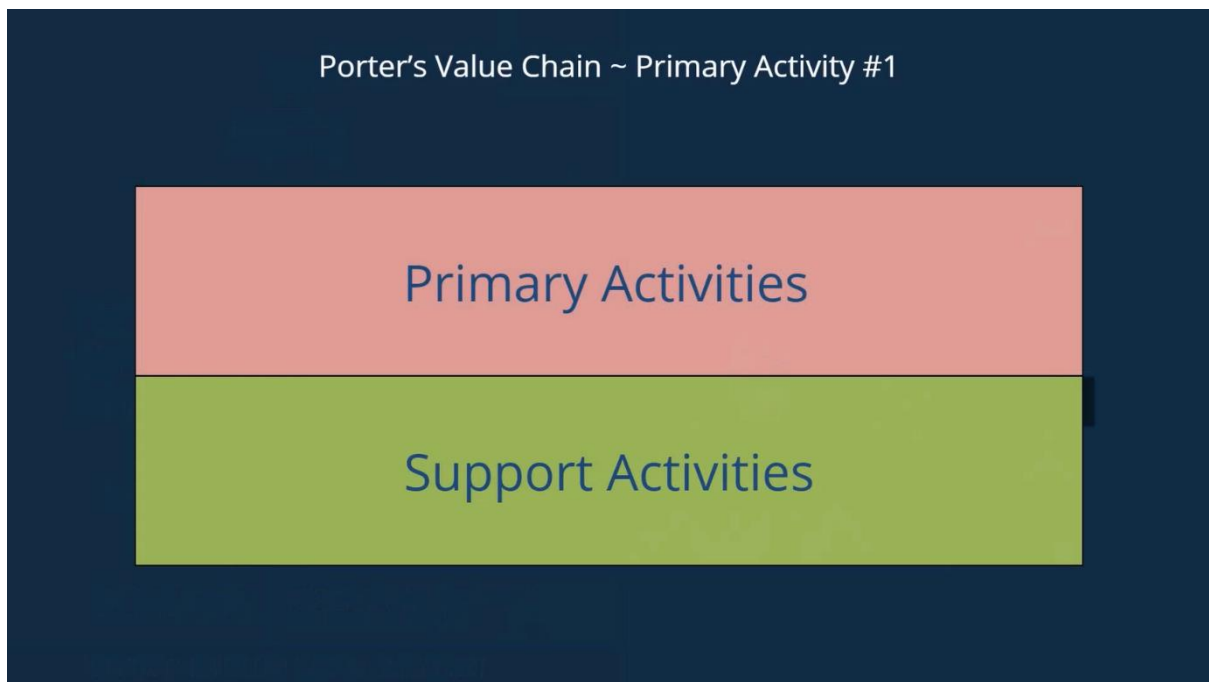 Porter’s Value Chain ~ Primary Activity #1
Primary Activities
Support Activities